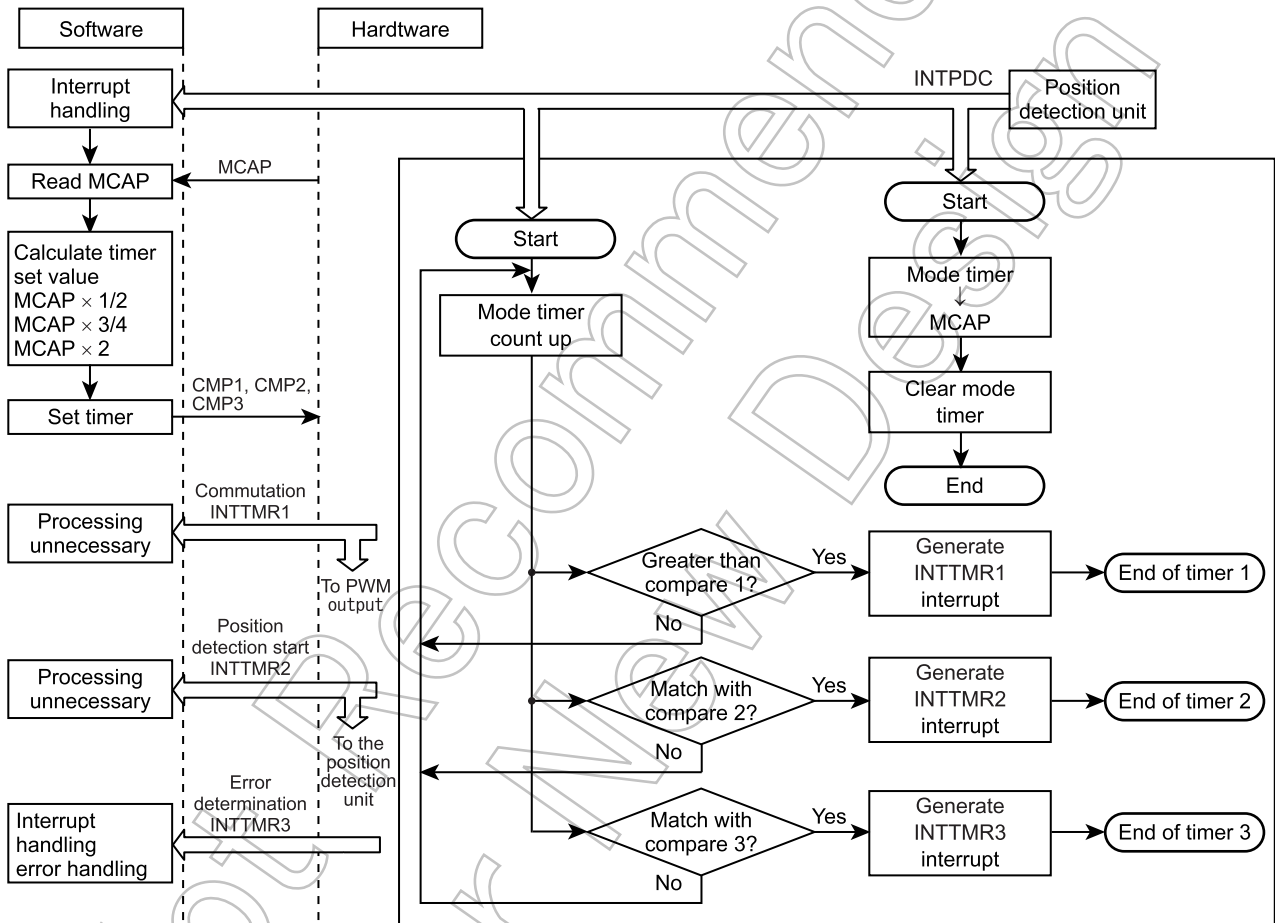 Software
Hardtware
Interrupt
handling
INTPDC
Position
detection unit
Read MCAP
MCAP
Start
Start
Calculate timer
set value
MCAP × 1/2
MCAP × 3/4
MCAP × 2
Mode timer
count up
Mode timer
↓
MCAP
Clear mode
timer
End
Set timer
CMP1, CMP2,
CMP3
Commutation
INTTMR1
Processing
unnecessary
To PWM
output
Greater than
compare 1?
Yes
No
Generate
INTTMR1
interrupt
End of timer 1
Position
detection start
INTTMR2
Processing
unnecessary
To the
position
detection
unit
Match with
compare 2?
Yes
No
Generate
INTTMR2
interrupt
End of timer 2
Error
determination
INTTMR3
Interrupt
handling
error handling
Match with
compare 3?
Yes
No
Generate
INTTMR3
interrupt
End of timer 3